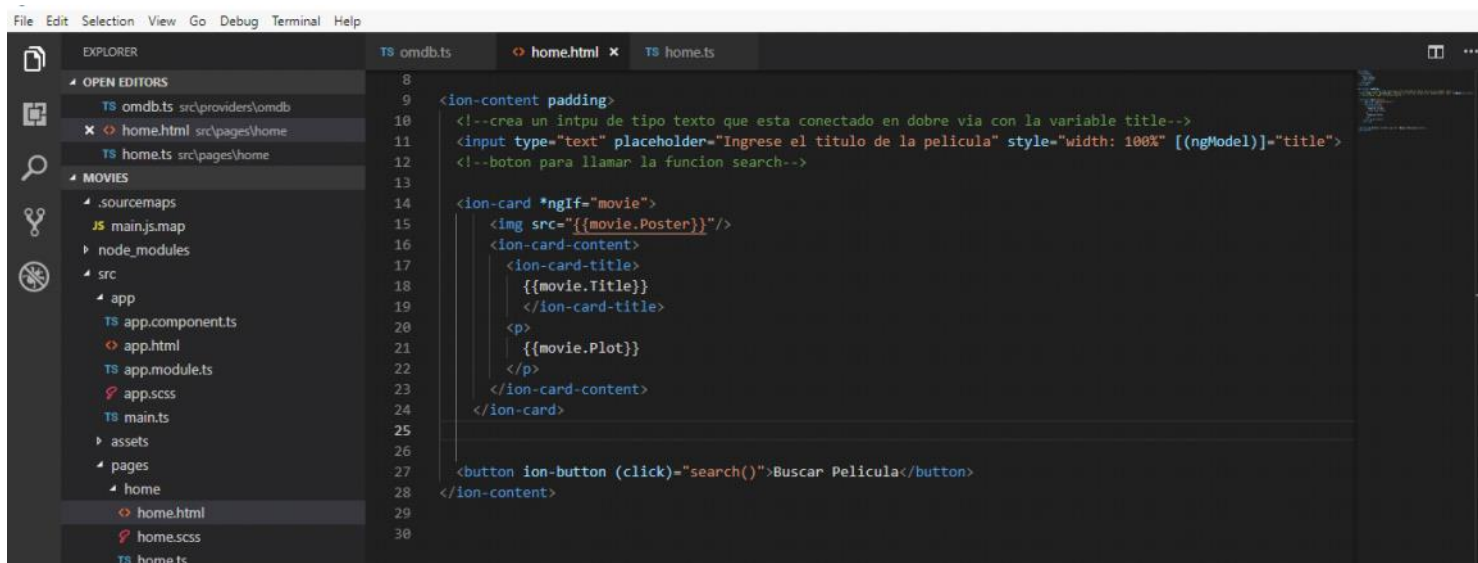 File Edit Selection View Go Debug Terminal Help
EXPLORER
OPEN EDITORS
TS omdb.ts src\providers\omdb
× <> home.html src\pages\home
TS home.ts src\pages\home
MOVIES
.sourcemaps
JS main.js.map
node_modules
src
app
TS app.component.ts
<> app.html
TS app.module.ts
app.scss
TS main.ts
assets
pages
home
<> home.html
home.scss
TS home.ts
TS omdb.ts <> home.html × TS home.ts ...
8
9 <ion-content padding>
10 <!--crea un intpu de tipo texto que esta conectado en dobre via con la variable title-->
11 <input type="text" placeholder="Ingrese el titulo de la pelicula" style="width: 100%" [(ngModel)]="title">
12 <!--boton para llamar la funcion search-->
13
14 <ion-card *ngIf="movie">
15 <img src="{{movie.Poster}}"/>
16 <ion-card-content>
17 <ion-card-title>
18 {{movie.Title}}
19 </ion-card-title>
20 <p>
21 {{movie.Plot}}
22 </p>
23 </ion-card-content>
24 </ion-card>
25
26
27 <button ion-button (click)="search()">Buscar Pelicula</button>
28 </ion-content>
29
30